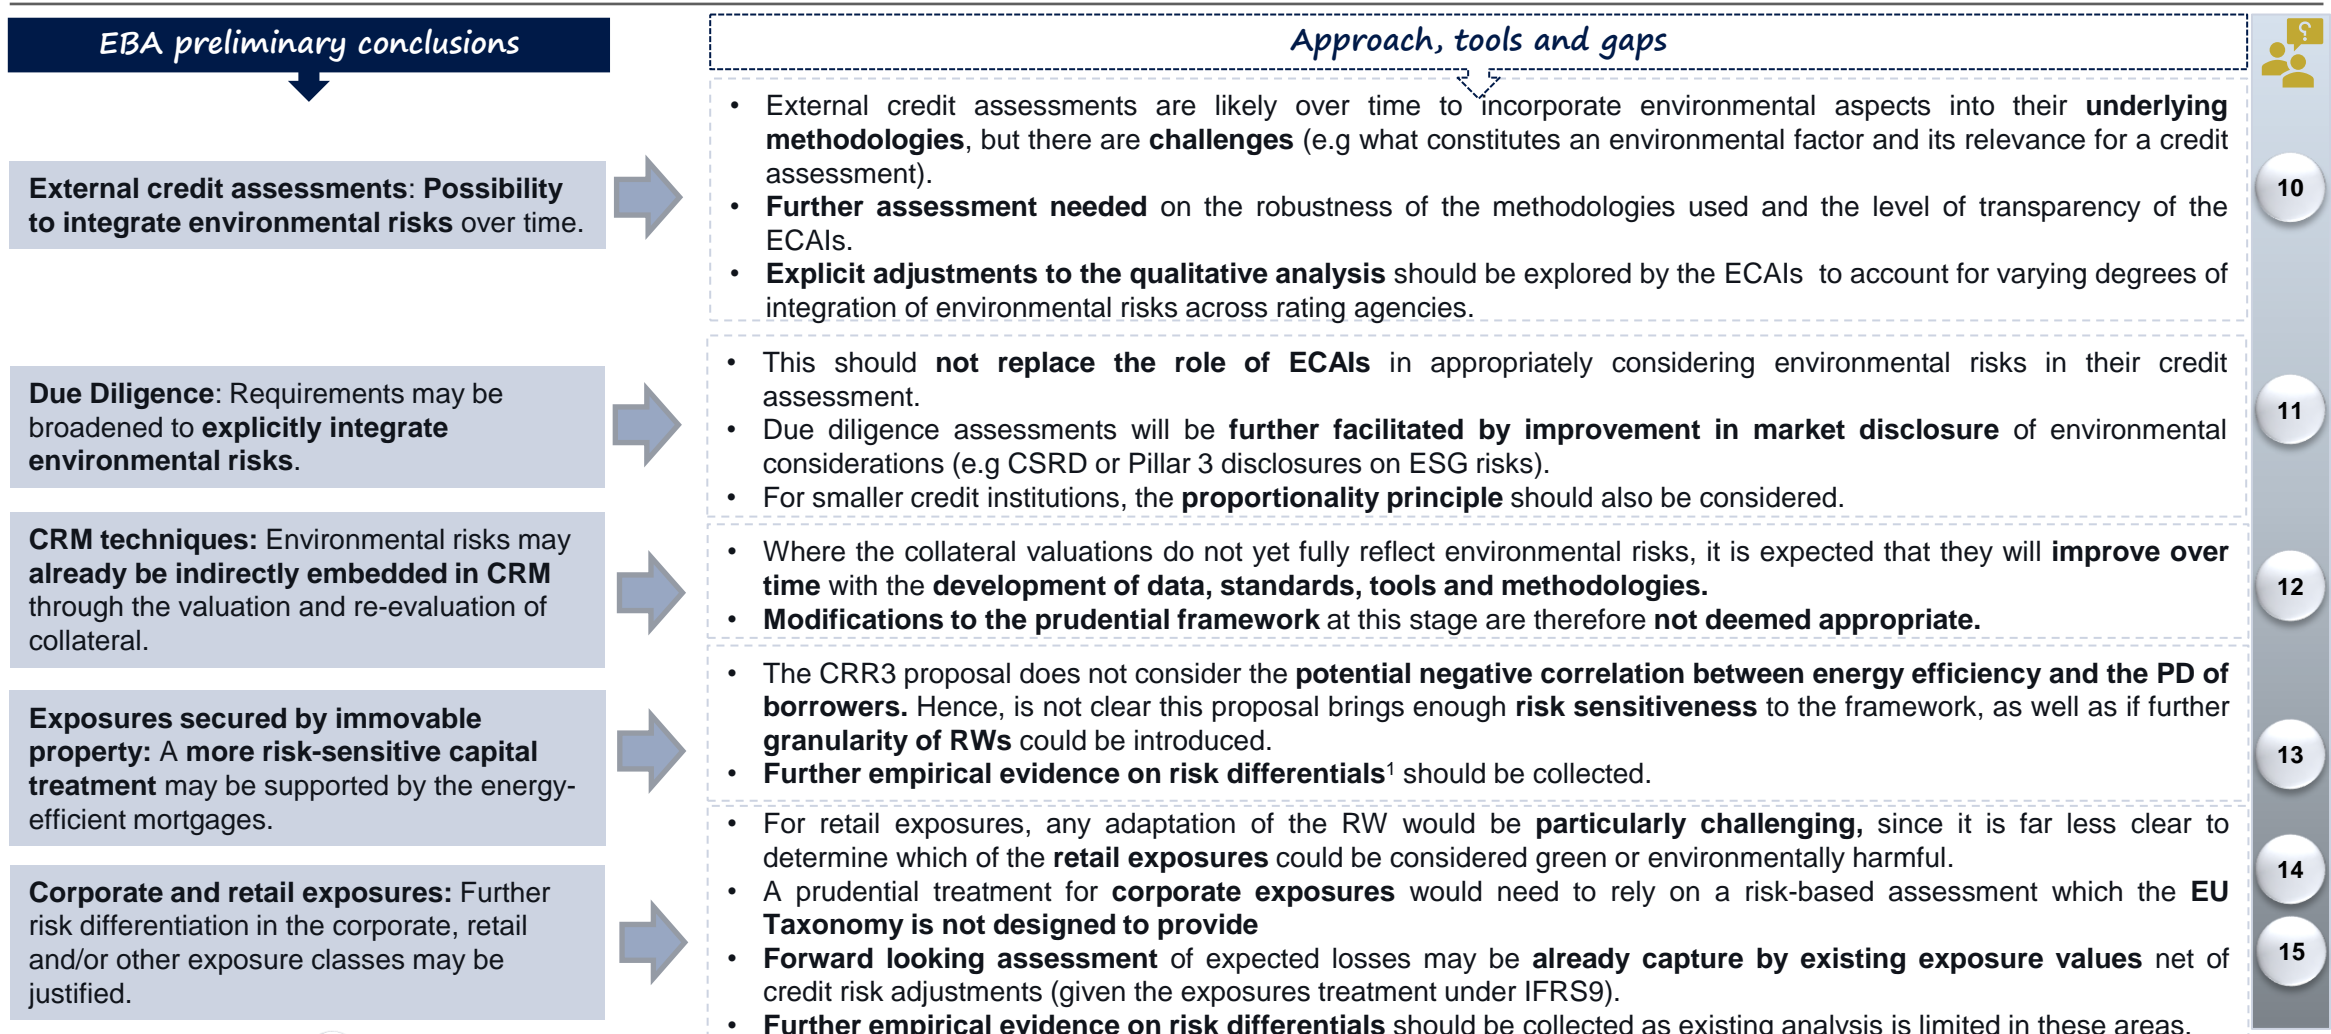 EBA preliminary conclusions
Approach, tools and gaps
External credit assessments: Possibility
to integrate environmental risks over time.
• External credit assessments are likely over time to incorporate environmental aspects into their underlying
methodologies, but there are challenges (e.g what constitutes an environmental factor and its relevance for a credit
assessment).
• Further assessment needed on the robustness of the methodologies used and the level of transparency of the
ECAIs.
• Explicit adjustments to the qualitative analysis should be explored by the ECAIs to account for varying degrees of
integration of environmental risks across rating agencies.
10
Due Diligence: Requirements may be
broadened to explicitly integrate
environmental risks.
• This should not replace the role of ECAIs in appropriately considering environmental risks in their credit
assessment.
• Due diligence assessments will be further facilitated by improvement in market disclosure of environmental
considerations (e.g CSRD or Pillar 3 disclosures on ESG risks).
• For smaller credit institutions, the proportionality principle should also be considered.
11
CRM techniques: Environmental risks may
already be indirectly embedded in CRM
through the valuation and re-evaluation of
collateral.
• Where the collateral valuations do not yet fully reflect environmental risks, it is expected that they will improve over
time with the development of data, standards, tools and methodologies.
• Modifications to the prudential framework at this stage are therefore not deemed appropriate.
12
Exposures secured by immovable
property: A more risk-sensitive capital
treatment may be supported by the energy-
efficient mortgages.
• The CRR3 proposal does not consider the potential negative correlation between energy efficiency and the PD of
borrowers. Hence, is not clear this proposal brings enough risk sensitiveness to the framework, as well as if further
granularity of RWs could be introduced.
• Further empirical evidence on risk differentials¹ should be collected.
13
Corporate and retail exposures: Further
risk differentiation in the corporate, retail
and/or other exposure classes may be
justified.
• For retail exposures, any adaptation of the RW would be particularly challenging, since it is far less clear to
determine which of the retail exposures could be considered green or environmentally harmful.
• A prudential treatment for corporate exposures would need to rely on a risk-based assessment which the EU
Taxonomy is not designed to provide
• Forward looking assessment of expected losses may be already capture by existing exposure values net of
credit risk adjustments (given the exposures treatment under IFRS9).
• Further empirical evidence on risk differentials should be collected as existing analysis is limited in these areas.
14
15